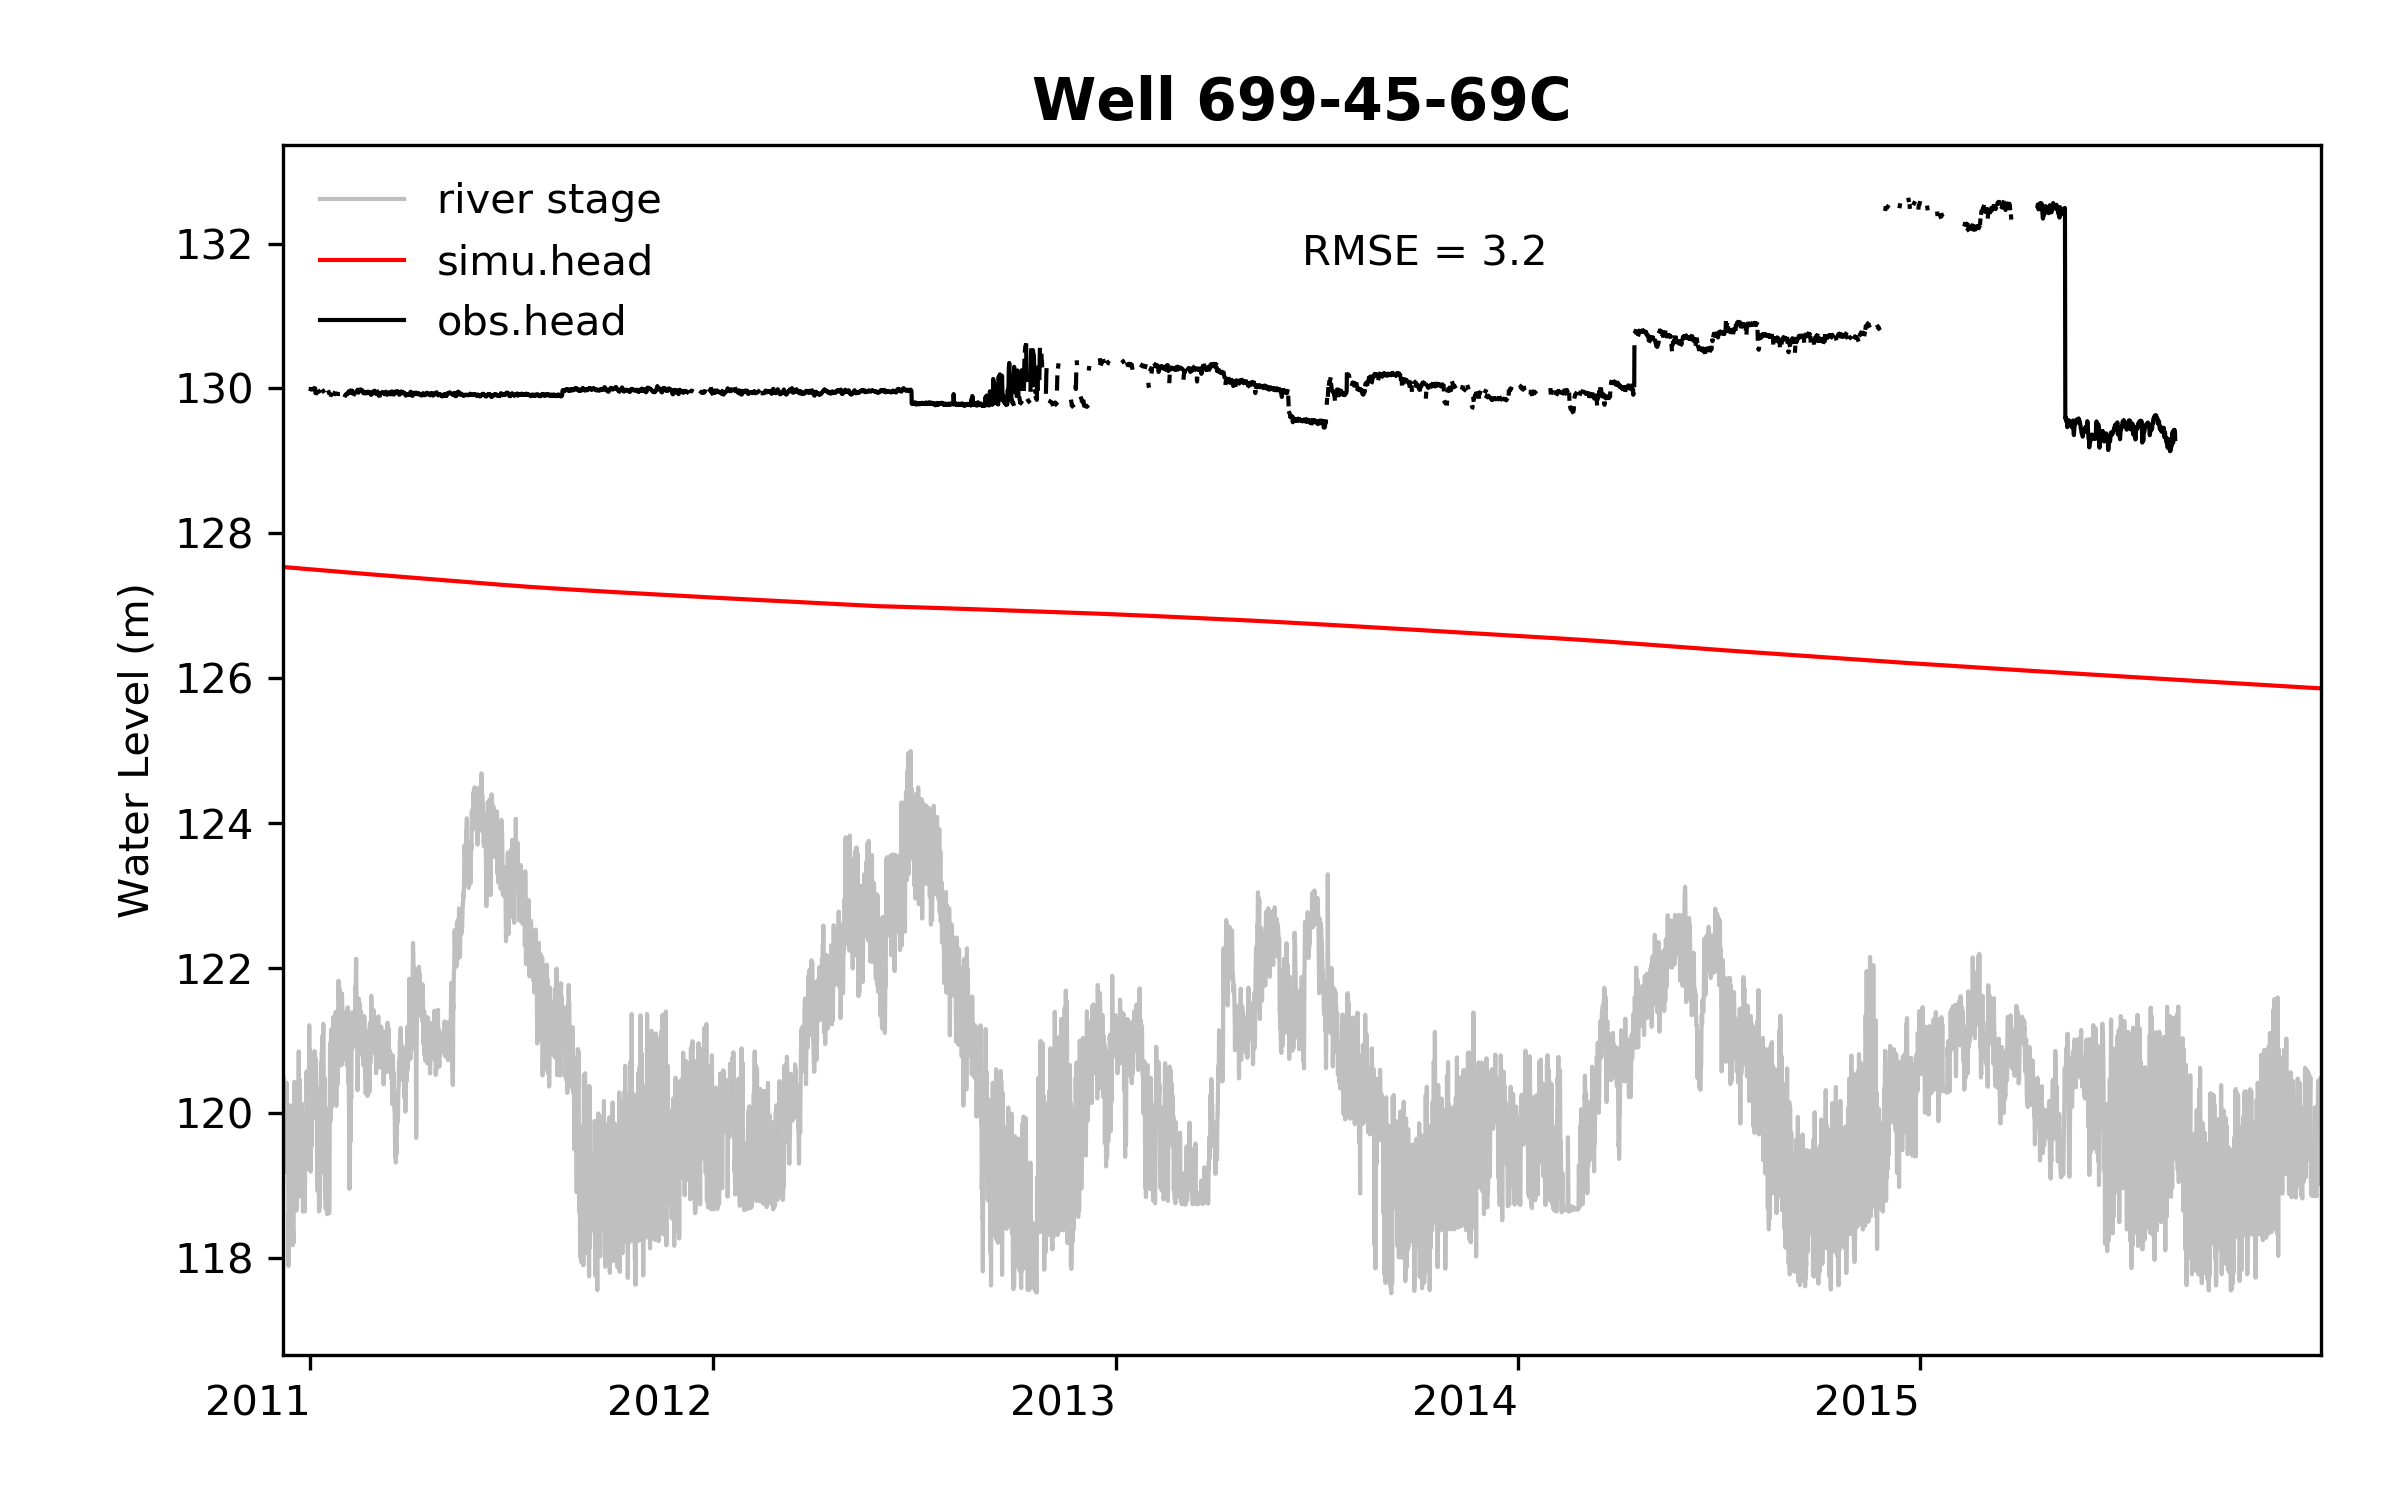 Well 699-45-69C
river stage
simu.head
obs.head
RMSE = 3.2
Water Level (m)
132
130
128
126
124
122
120
118
2011
2012
2013
2014
2015